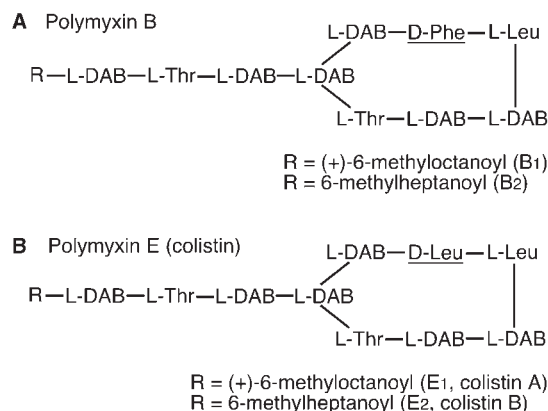 A Polymyxin B
L-DAB—D-Phe—L-Leu
R—L-DAB—L-Thr—L-DAB—L-DAB
L-Thr—L-DAB—L-DAB
R = (+)-6-methyloctanoyl (B1)
R = 6-methylheptanoyl (B2)
B Polymyxin E (colistin)
L-DAB—D-Leu—L-Leu
R—L-DAB—L-Thr—L-DAB—L-DAB
L-Thr—L-DAB—L-DAB
R = (+)-6-methyloctanoyl (E1, colistin A)
R = 6-methylheptanoyl (E2, colistin B)